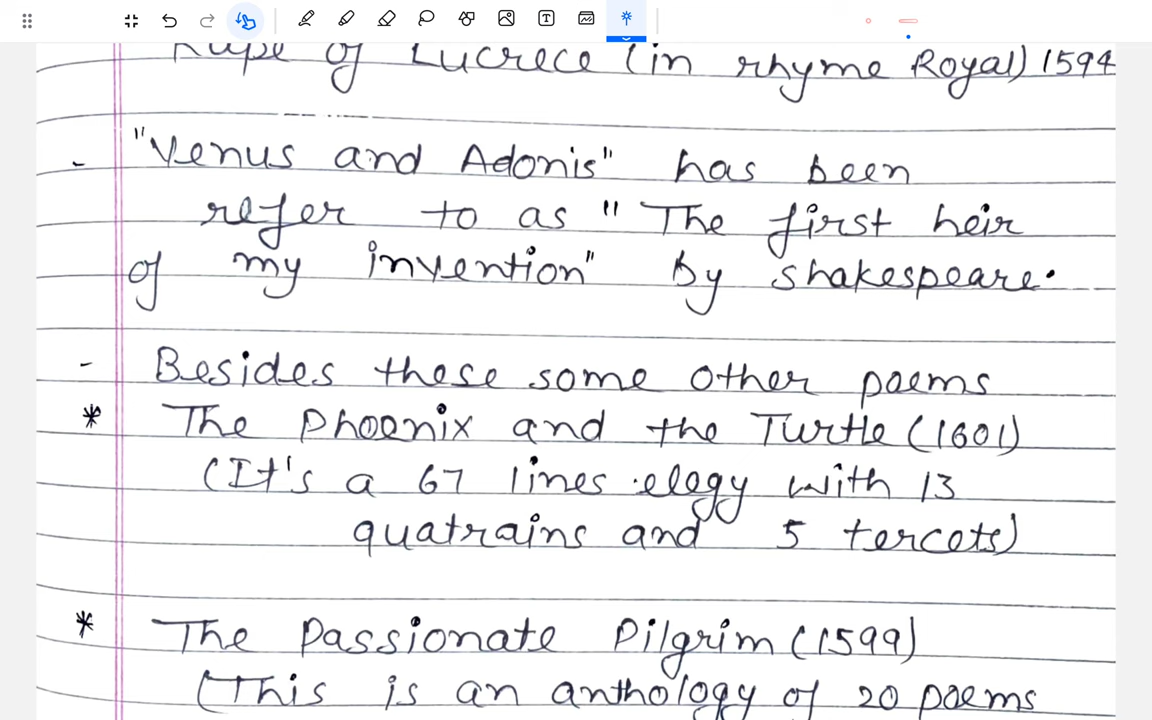 Rape of Lucrece (in rhyme Royal) 1594
- "Venus and Adonis" has been
refer to as "The first heir
of my invention" by shakespeare.
- Besides these some other poems
* The Phoenix and the Turtle (1601)
(It's a 67 lines elegy with 13
quatrains and 5 tercets)
* The Passionate Pilgrim (1599)
(This is an anthology of 20 poems